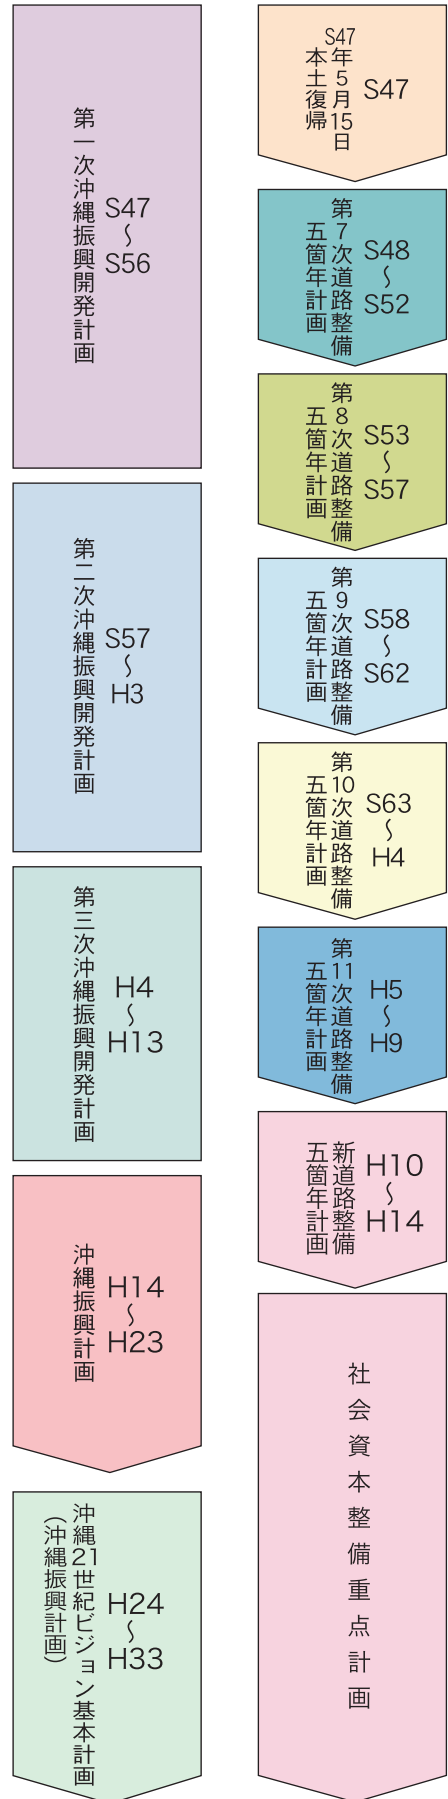 第一次沖縄振興開発計画
S47
〜
S56
第二次沖縄振興開発計画
S57
〜
H3
第三次沖縄振興開発計画
H4
〜
H13
沖縄振興計画
H14
〜
H23
沖縄21世紀ビジョン基本計画
(沖縄振興計画)
H24
〜
H33
S47年5月15日
本土復帰
S47
第7次道路整備
五箇年計画
S48
〜
S52
第8次道路整備
五箇年計画
S53
〜
S57
第9次道路整備
五箇年計画
S58
〜
S62
第10次道路整備
五箇年計画
S63
〜
H4
第11次道路整備
五箇年計画
H5
〜
H9
新道路整備
五箇年計画
H10
〜
H14
社会資本整備重点計画